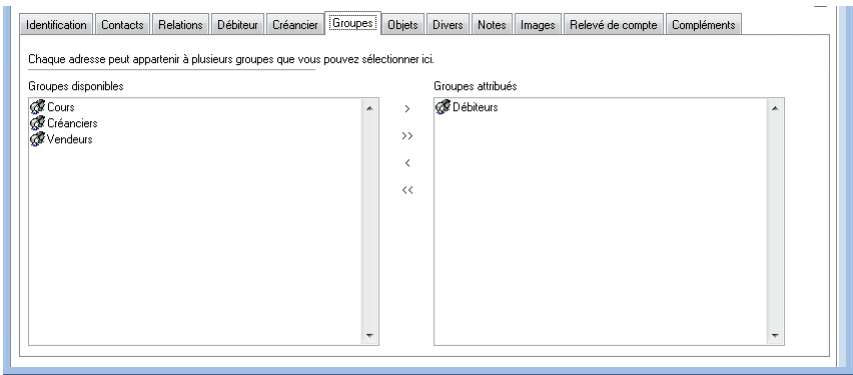 Identification Contacts Relations Débiteur Créancier Groupes Objets Divers Notes Images Relevé de compte Compléments
Chaque adresse peut appartenir à plusieurs groupes que vous pouvez sélectionner ici.
Groupes disponibles
Groupes attribués
Cours
Créanciers
Vendeurs
>
>>
<
<<
Débiteurs